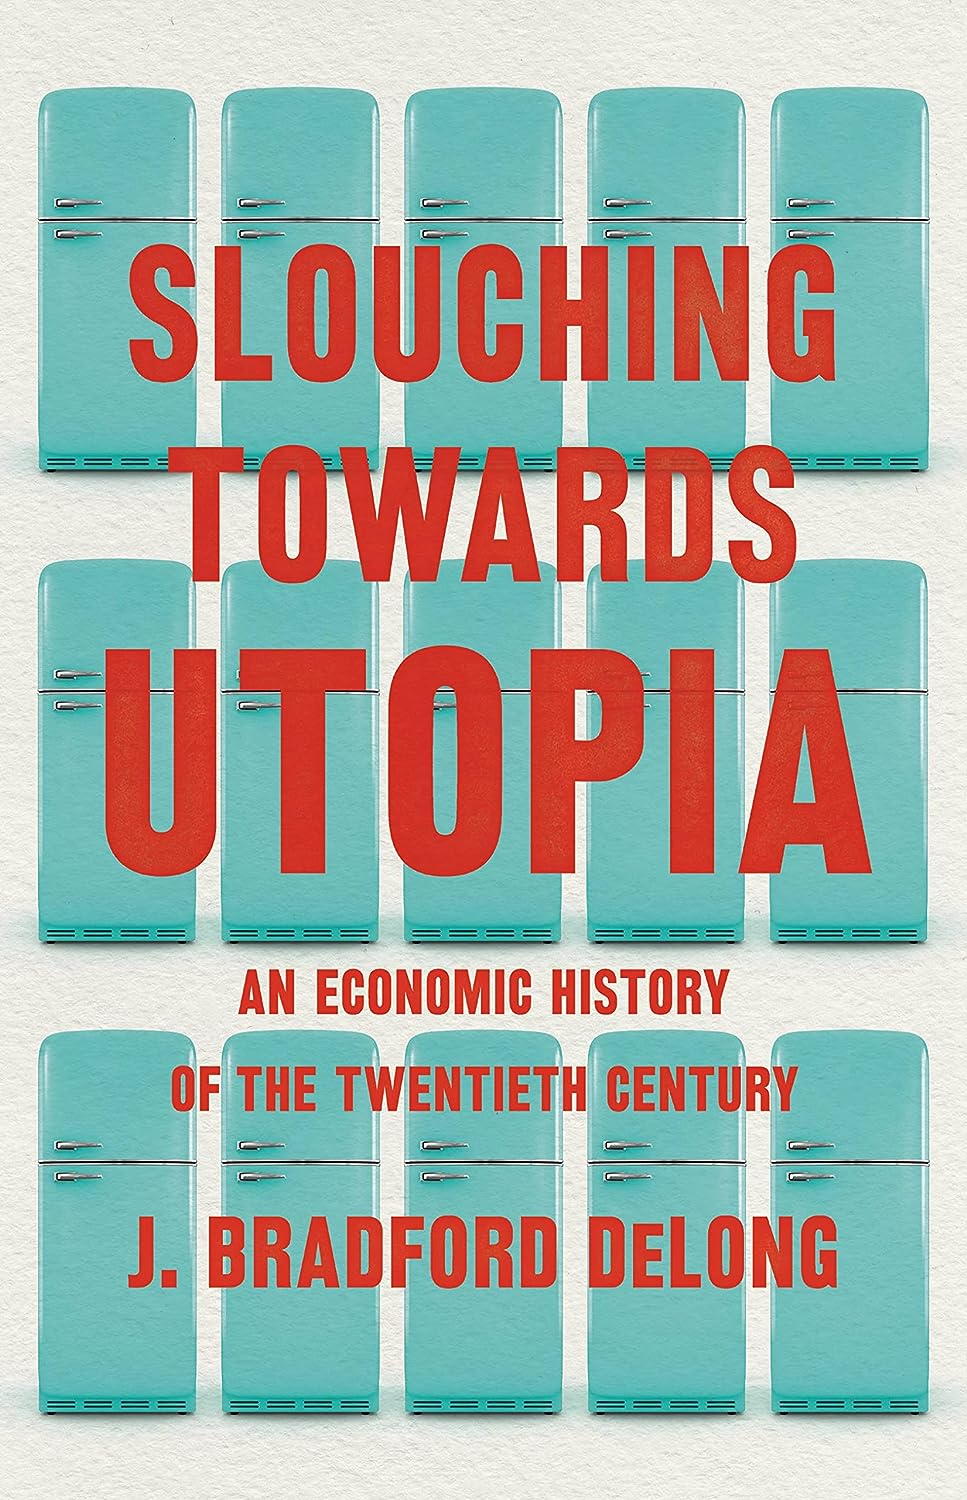 SLOUCHING
TOWARDS
UTOPIA
AN ECONOMIC HISTORY
OF THE TWENTIETH CENTURY
J. BRADFORD DeLONG